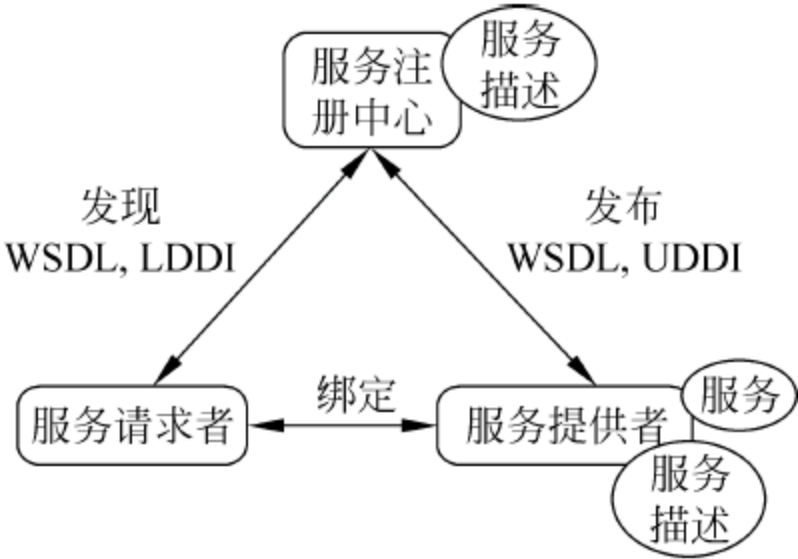 服务注
册中心
服务
描述
发现
WSDL, LDDI
发布
WSDL, UDDI
服务请求者
绑定
服务提供者
服务
服务
描述